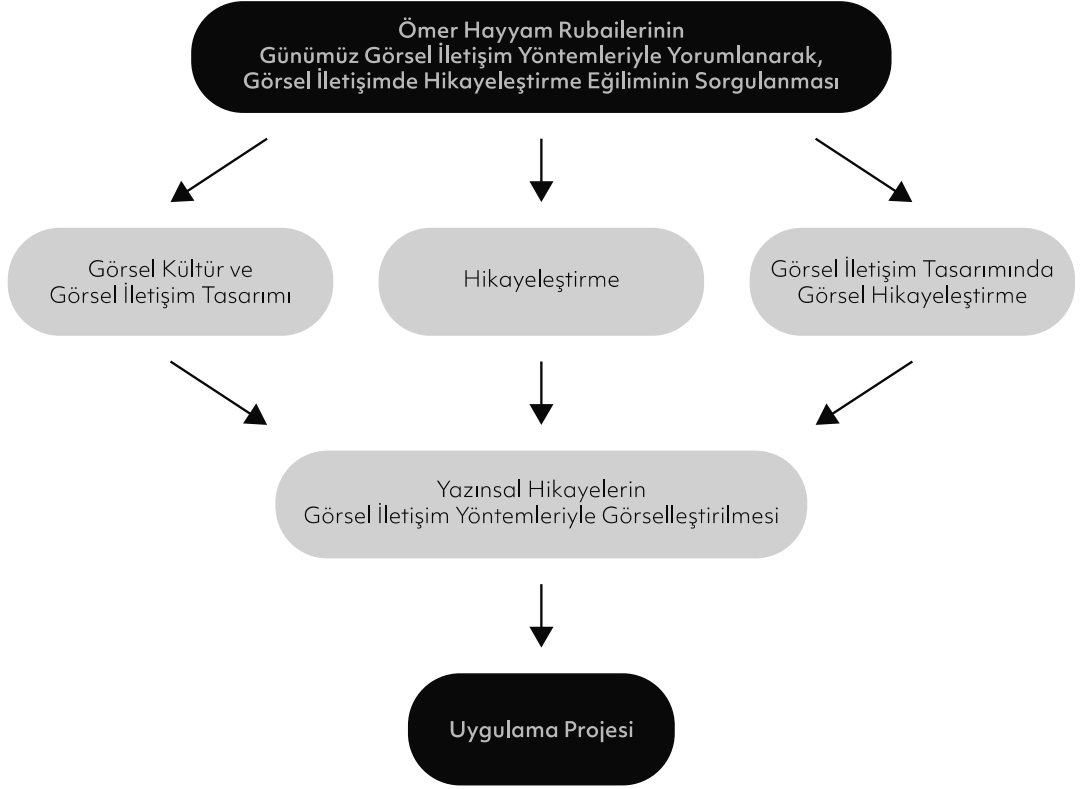 Ömer Hayyam Rubailerinin
Günümüz Görsel İletişim Yöntemleriyle Yorumlanarak,
Görsel İletişimde Hikayeleştirme Eğiliminin Sorgulanması
Görsel Kültür ve
Görsel İletişim Tasarımı
Hikayeleştirme
Görsel İletişim Tasarımında
Görsel Hikayeleştirme
Yazınsal Hikayelerin
Görsel İletişim Yöntemleriyle Görselleştirilmesi
Uygulama Projesi